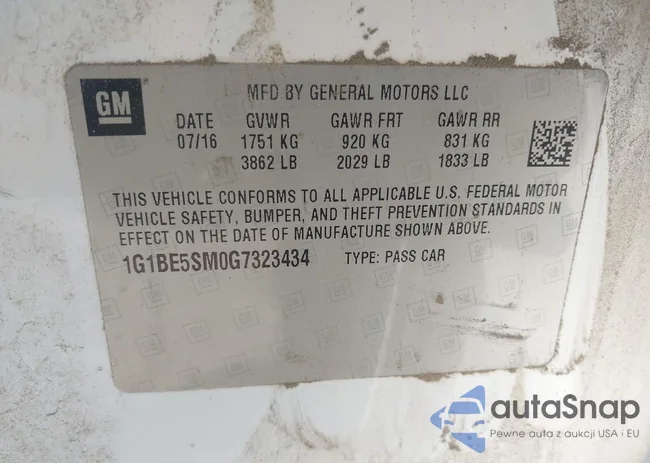 GM
MFD BY GENERAL MOTORS LLC
DATE GVWR GAWR FRT GAWR RR
07/16 1751 KG 920 KG 831 KG
3862 LB 2029 LB 1833 LB
THIS VEHICLE CONFORMS TO ALL APPLICABLE U.S. FEDERAL MOTOR
VEHICLE SAFETY, BUMPER, AND THEFT PREVENTION STANDARDS IN
EFFECT ON THE DATE OF MANUFACTURE SHOWN ABOVE.
1G1BE5SM0G7323434 TYPE: PASS CAR
autaSnap
Pewne auta z aukcji USA i EU